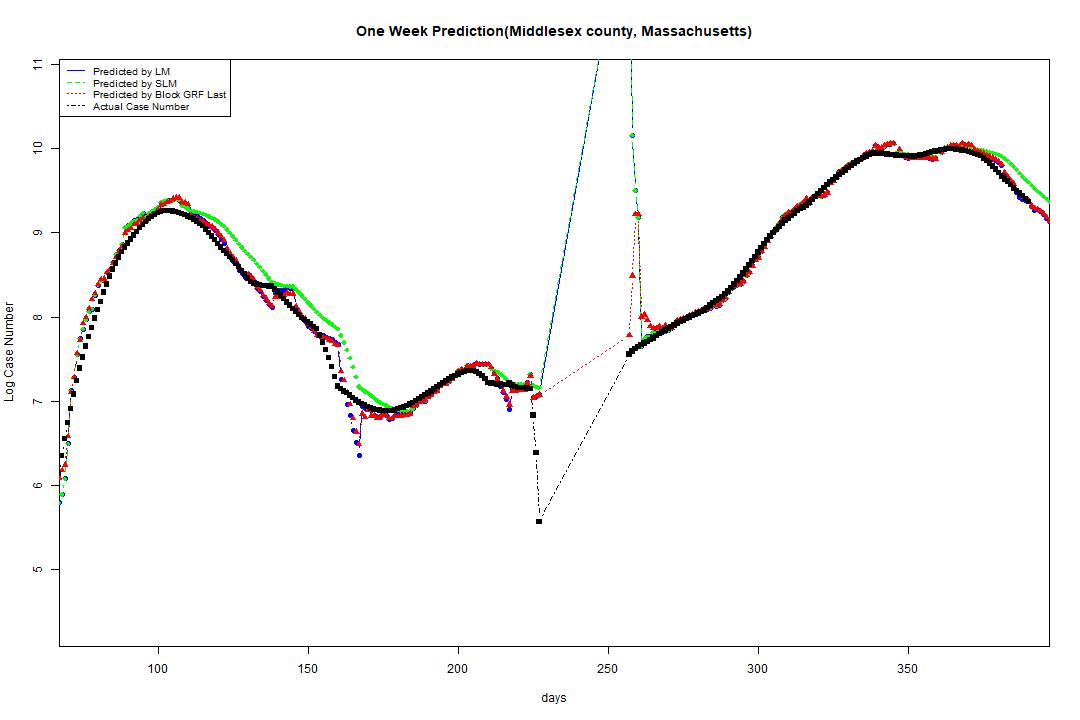 One Week Prediction(Middlesex county, Massachusetts)
Predicted by LM
Predicted by SLM
Predicted by Block GRF Last
Actual Case Number
11
10
9
8
7
6
5
Log Case Number
100 150 200 250 300 350
days